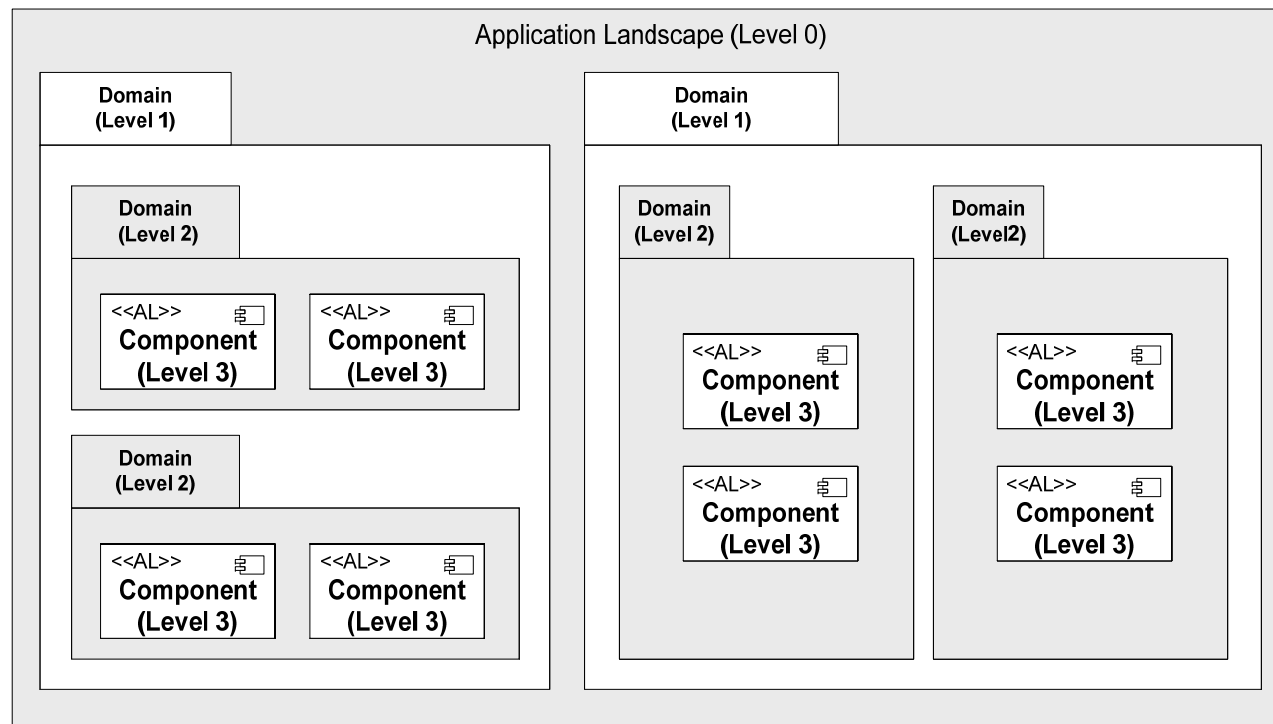 Application Landscape (Level 0)
Domain
(Level 1)
Domain
(Level 2)
<<AL>>
Component
(Level 3)
<<AL>>
Component
(Level 3)
Domain
(Level 2)
<<AL>>
Component
(Level 3)
<<AL>>
Component
(Level 3)
Domain
(Level 1)
Domain
(Level 2)
<<AL>>
Component
(Level 3)
<<AL>>
Component
(Level 3)
Domain
(Level2)
<<AL>>
Component
(Level 3)
<<AL>>
Component
(Level 3)